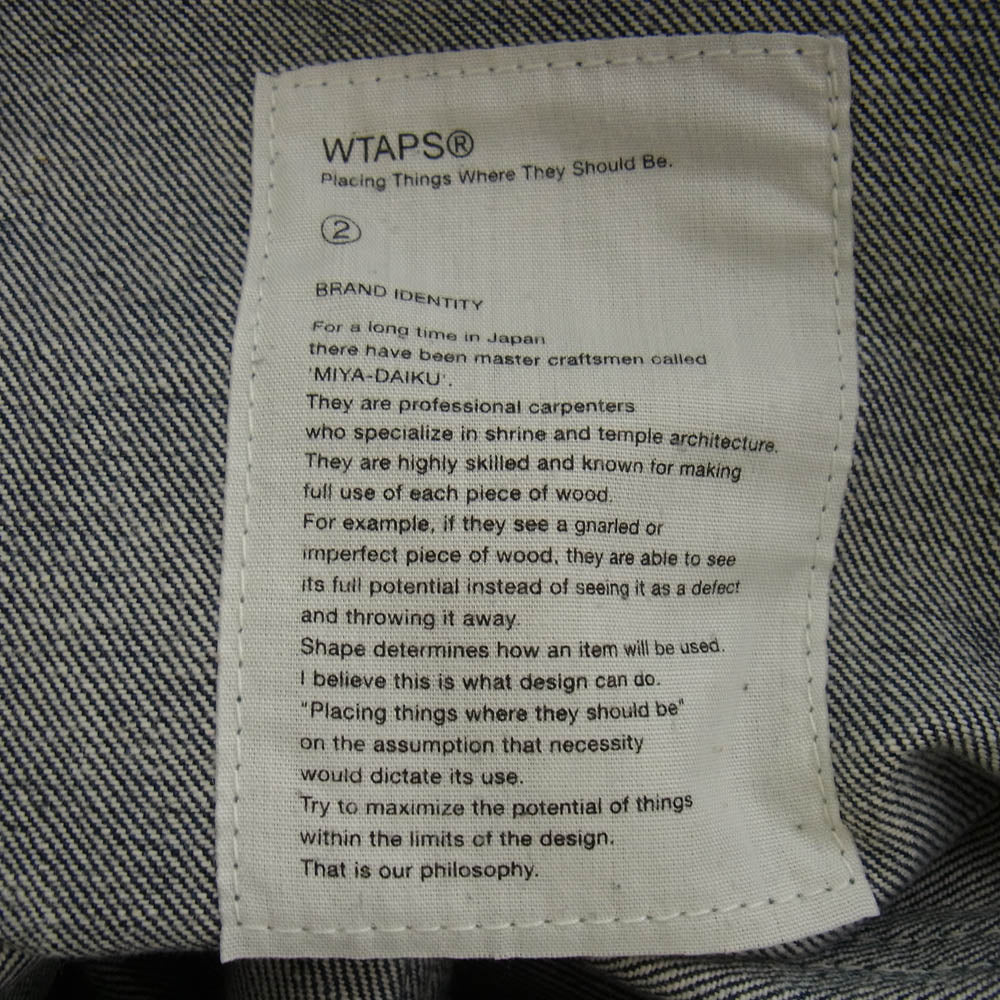 WTAPS®
Placing Things Where They Should Be.
②
BRAND IDENTITY
For a long time in Japan
there have been master craftsmen called
'MIYA-DAIKU'.
They are professional carpenters
who specialize in shrine and temple architecture.
They are highly skilled and known for making
full use of each piece of wood.
For example, if they see a gnarled or
imperfect piece of wood, they are able to see
its full potential instead of seeing it as a defect
and throwing it away.
Shape determines how an item will be used.
I believe this is what design can do.
"Placing things where they should be"
on the assumption that necessity
would dictate its use.
Try to maximize the potential of things
within the limits of the design.
That is our philosophy.